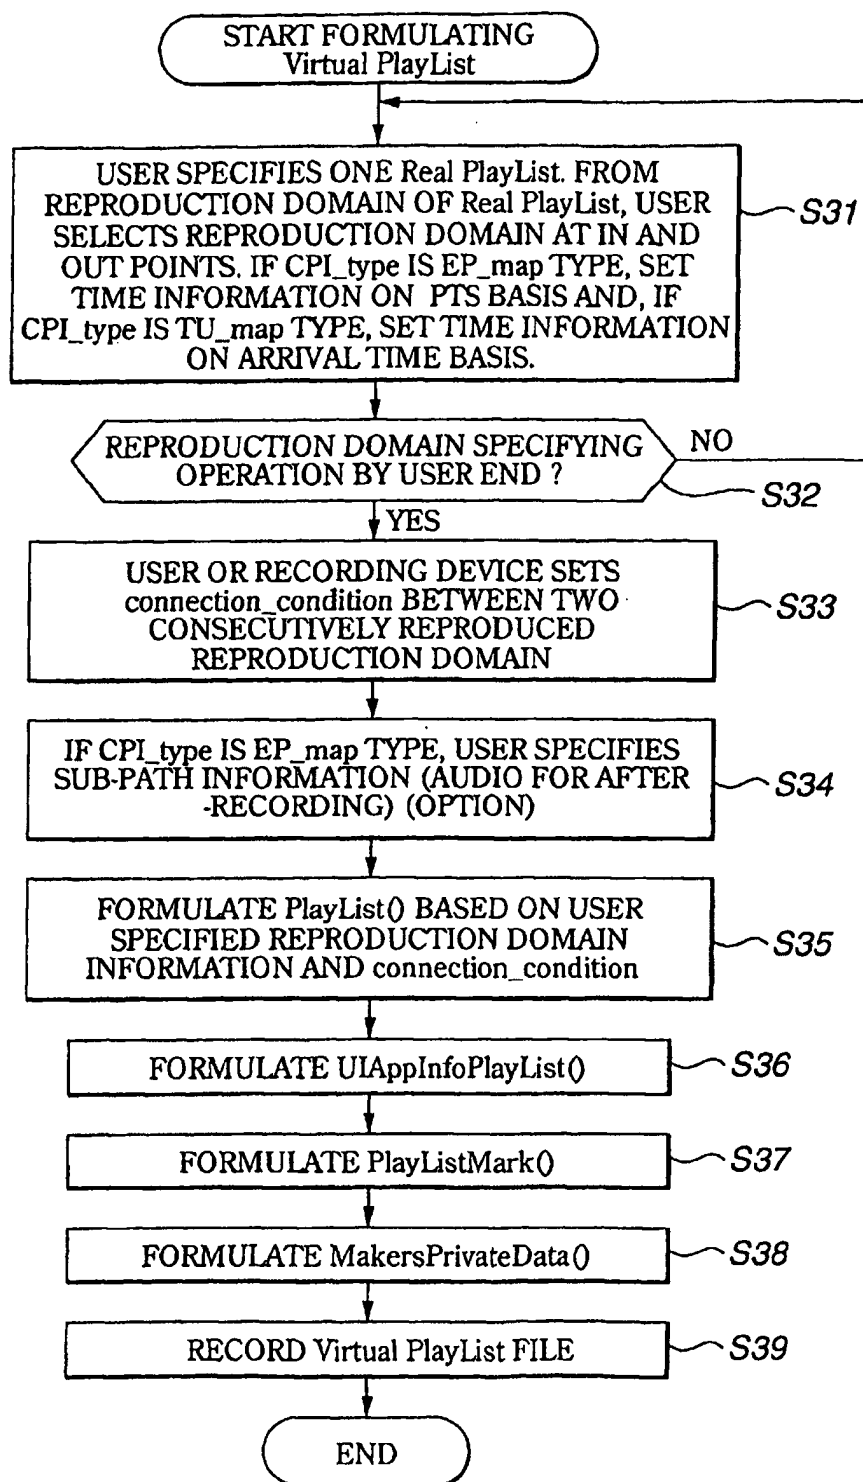 START FORMULATING
Virtual PlayList
USER SPECIFIES ONE Real PlayList. FROM
REPRODUCTION DOMAIN OF Real PlayList, USER
SELECTS REPRODUCTION DOMAIN AT IN AND
OUT POINTS. IF CPI_type IS EP_map TYPE, SET
TIME INFORMATION ON PTS BASIS AND, IF
CPI_type IS TU_map TYPE, SET TIME INFORMATION
ON ARRIVAL TIME BASIS.
S31
REPRODUCTION DOMAIN SPECIFYING
OPERATION BY USER END ?
NO
S32
YES
USER OR RECORDING DEVICE SETS
connection_condition BETWEEN TWO
CONSECUTIVELY REPRODUCED
REPRODUCTION DOMAIN
S33
IF CPI_type IS EP_map TYPE, USER SPECIFIES
SUB-PATH INFORMATION (AUDIO FOR AFTER
-RECORDING) (OPTION)
S34
FORMULATE PlayList() BASED ON USER
SPECIFIED REPRODUCTION DOMAIN
INFORMATION AND connection_condition
S35
FORMULATE UIAppInfoPlayList()
S36
FORMULATE PlayListMark()
S37
FORMULATE MakersPrivateData()
S38
RECORD Virtual PlayList FILE
S39
END